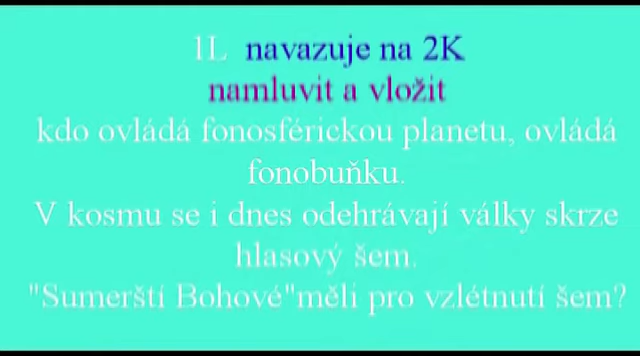 1L navazuje na 2K
namluvit a vložit
kdo ovládá fonosférickou planetu, ovládá
fonobuňku.
V kosmu se i dnes odehrávají války skrze
hlasový šem.
"Sumerští Bohové"měli pro vzlétnutí šem?